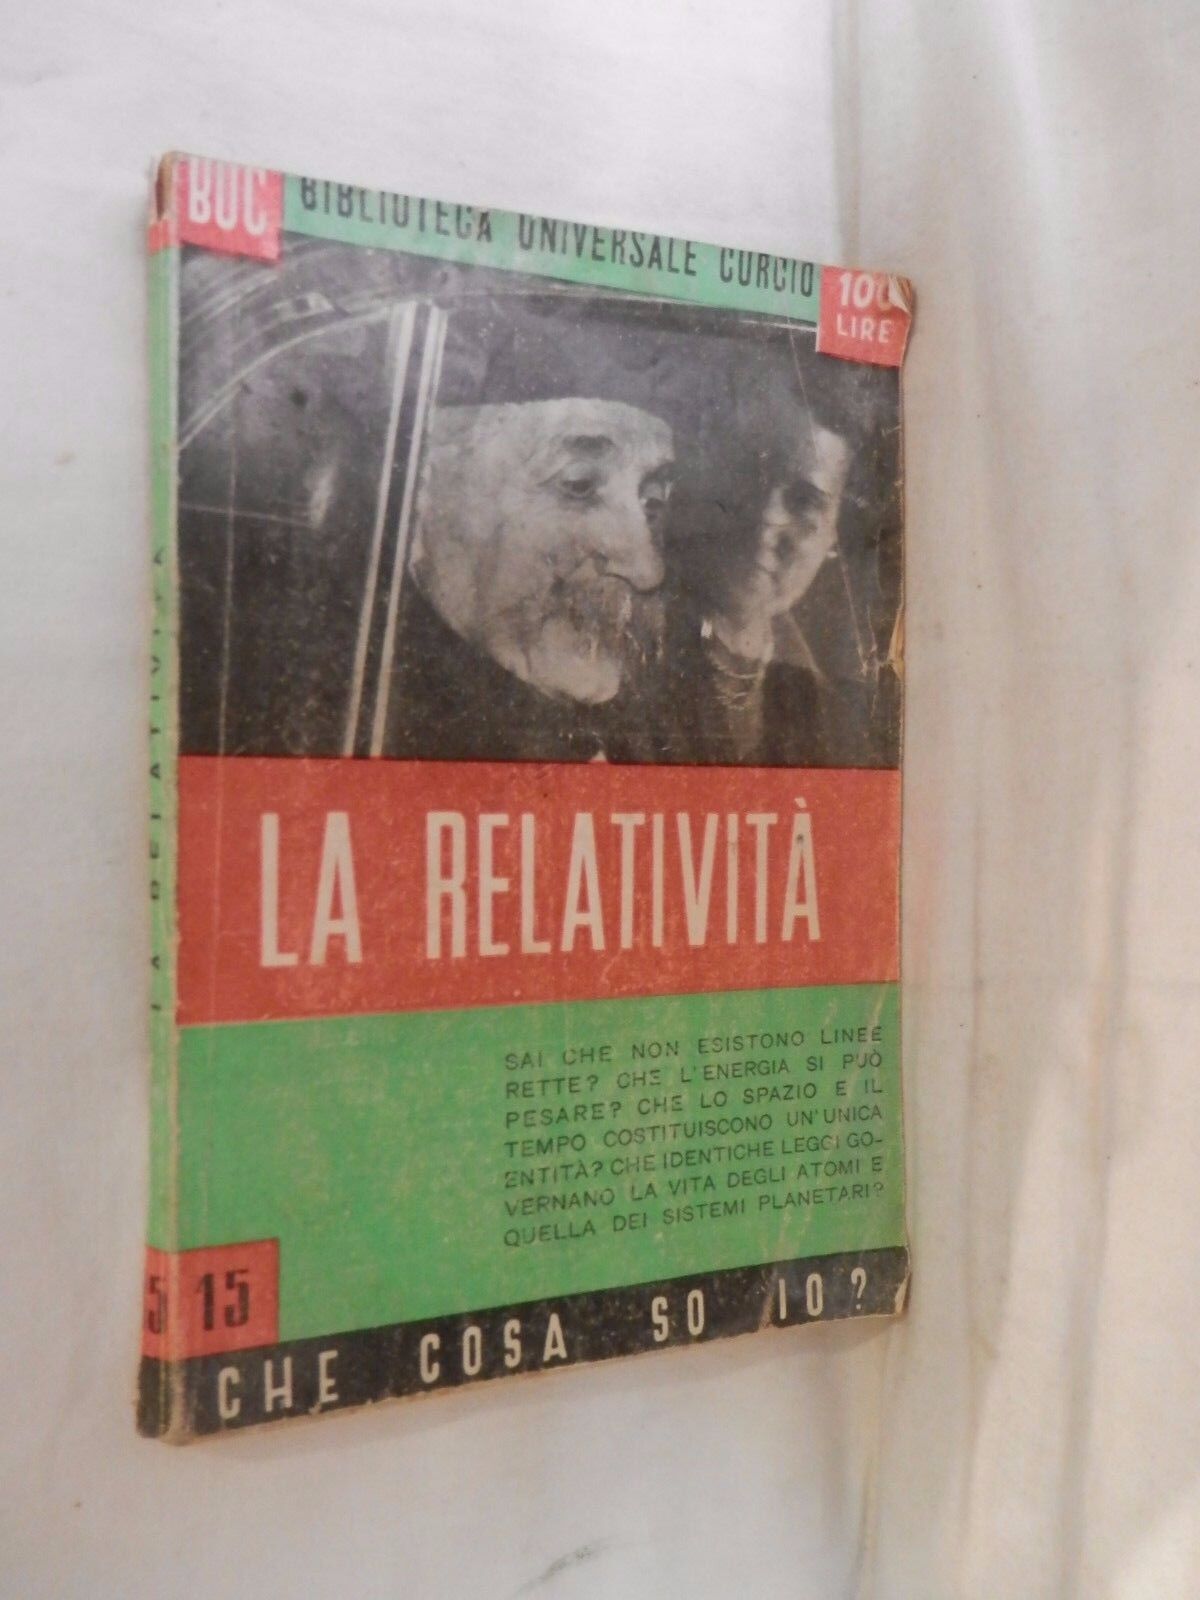 BUC
BIBLIOTECA UNIVERSALE CURCIO
100
LIRE
LA RELATIVITÀ
LA RELATIVITÀ
SAI CHE NON ESISTONO LINEE
RETTE? CHE L'ENERGIA SI PUÒ
PESARE? CHE LO SPAZIO E IL
TEMPO COSTITUISCONO UN'UNICA
ENTITÀ? CHE IDENTICHE LEGGI GO-
VERNANO LA VITA DEGLI ATOMI E
QUELLA DEI SISTEMI PLANETARI?
5
15
CHE COSA SO IO?